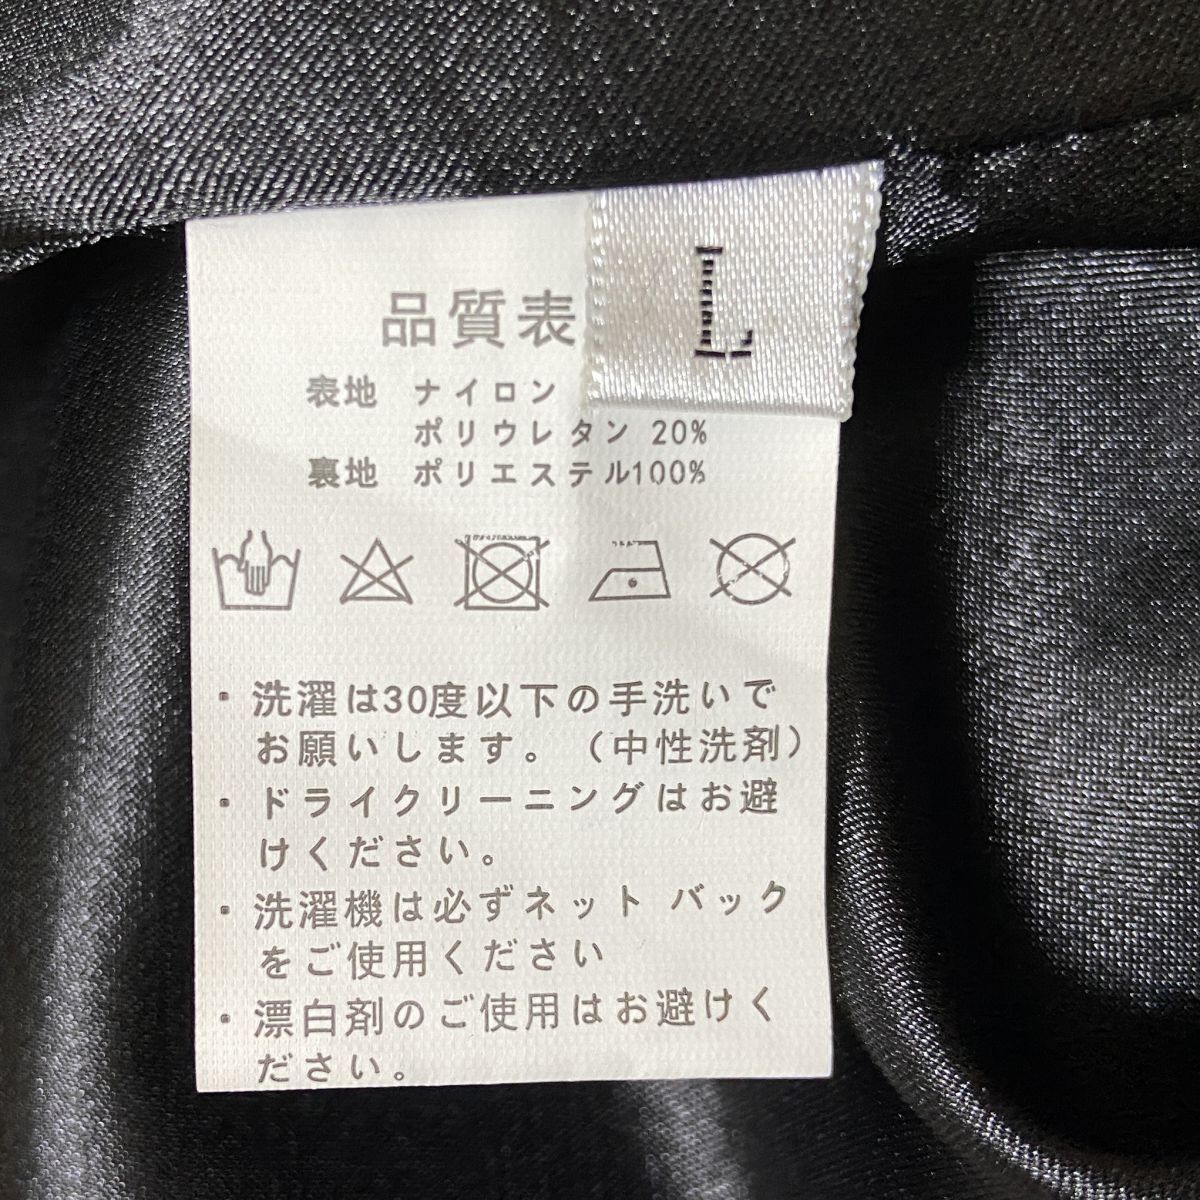 L
品質表
表地 ナイロン
ポリウレタン 20%
裏地 ポリエステル100%
・洗濯は30度以下の手洗いで
お願いします。（中性洗剤）
・ドライクリーニングはお避
けください。
・洗濯機は必ずネット バック
をご使用ください
・漂白剤のご使用はお避けく
ださい。